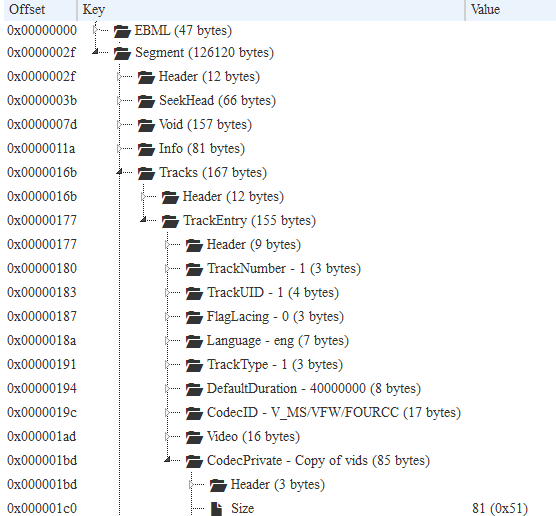 Offset Key Value
0x00000000 EBML (47 bytes)
0x0000002f Segment (126120 bytes)
0x0000002f Header (12 bytes)
0x0000003b SeekHead (66 bytes)
0x0000007d Void (157 bytes)
0x0000011a Info (81 bytes)
0x0000016b Tracks (167 bytes)
0x0000016b Header (12 bytes)
0x00000177 TrackEntry (155 bytes)
0x00000177 Header (9 bytes)
0x00000180 TrackNumber - 1 (3 bytes)
0x00000183 TrackUID - 1 (4 bytes)
0x00000187 FlagLacing - 0 (3 bytes)
0x0000018a Language - eng (7 bytes)
0x00000191 TrackType - 1 (3 bytes)
0x00000194 DefaultDuration - 40000000 (8 bytes)
0x0000019c CodecID - V_MS/VFW/FOURCC (17 bytes)
0x000001ad Video (16 bytes)
0x000001bd CodecPrivate - Copy of vids (85 bytes)
0x000001bd Header (3 bytes)
0x000001c0 Size 81 (0x51)